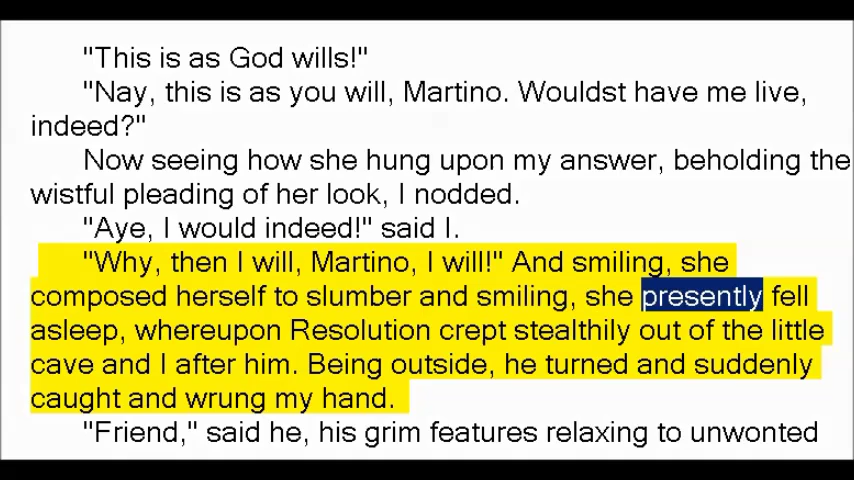 "This is as God wills!"
"Nay, this is as you will, Martino. Wouldst have me live,
indeed?"
Now seeing how she hung upon my answer, beholding the
wistful pleading of her look, I nodded.
"Aye, I would indeed!" said I.
"Why, then I will, Martino, I will!" And smiling, she
composed herself to slumber and smiling, she presently fell
asleep, whereupon Resolution crept stealthily out of the little
cave and I after him. Being outside, he turned and suddenly
caught and wrung my hand.
"Friend," said he, his grim features relaxing to unwonted